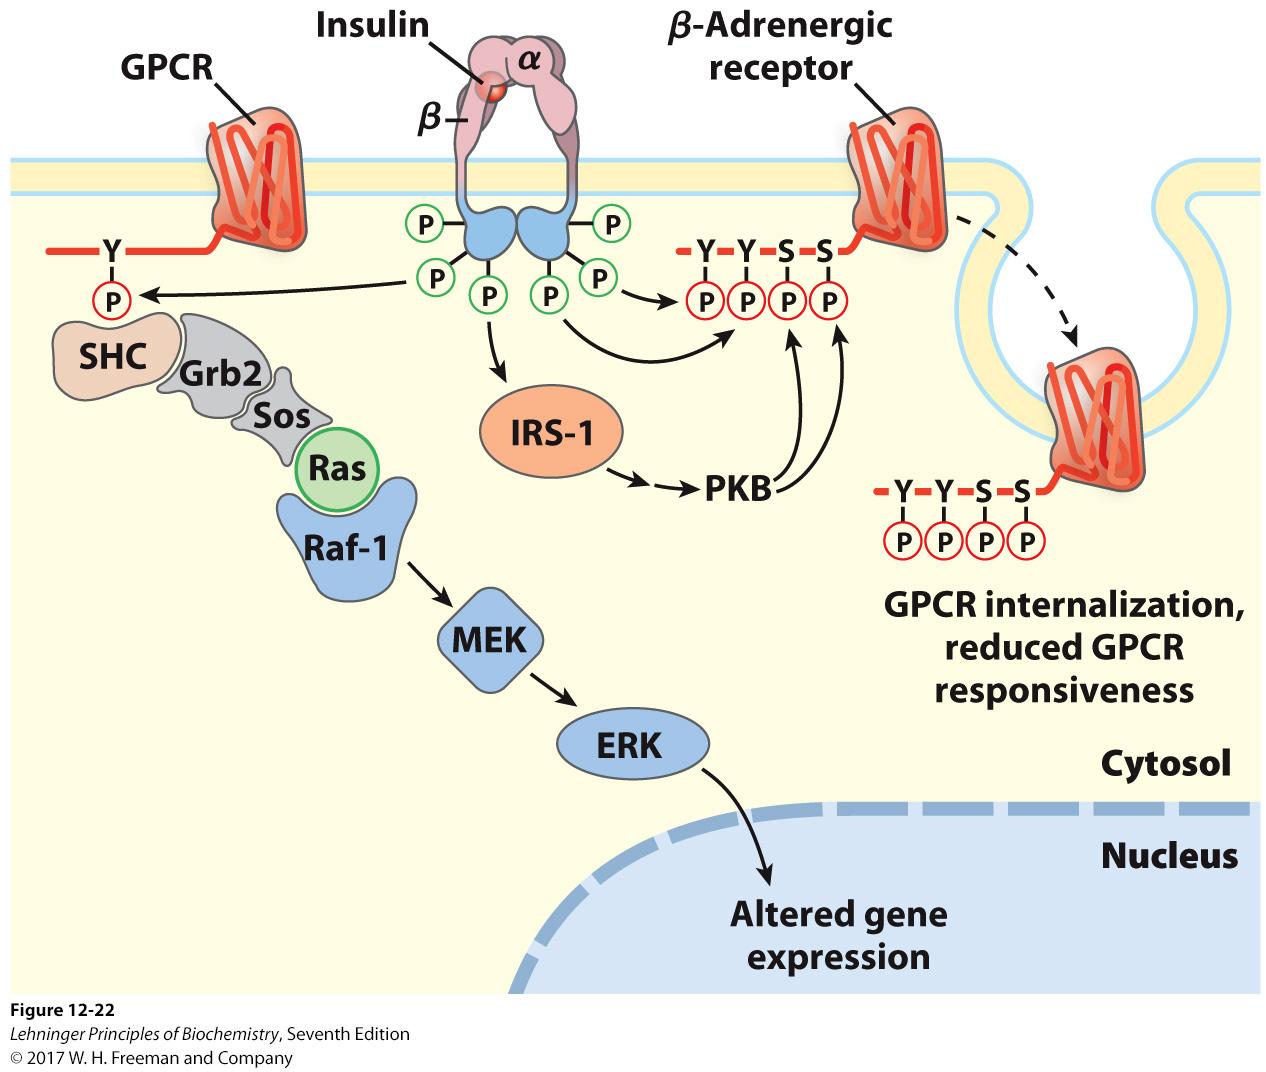 Insulin
β-Adrenergic
receptor
GPCR
α
β
P
P
P
P
P
P
Y
P
Y Y S S
P P P P
SHC
Grb2
Sos
Ras
Raf-1
IRS-1
PKB
Y Y S S
P P P P
MEK
ERK
GPCR internalization,
reduced GPCR
responsiveness
Cytosol
Nucleus
Altered gene
expression
Figure 12-22
Lehninger Principles of Biochemistry, Seventh Edition
© 2017 W. H. Freeman and Company